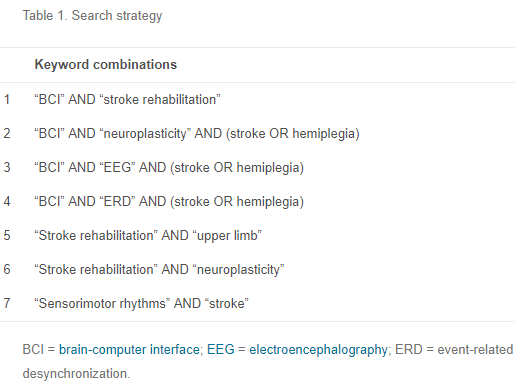 Table 1. Search strategy
Keyword combinations
1 “BCI” AND “stroke rehabilitation”
2 “BCI” AND “neuroplasticity” AND (stroke OR hemiplegia)
3 “BCI” AND “EEG” AND (stroke OR hemiplegia)
4 “BCI” AND “ERD” AND (stroke OR hemiplegia)
5 “Stroke rehabilitation” AND “upper limb”
6 “Stroke rehabilitation” AND “neuroplasticity”
7 “Sensorimotor rhythms” AND “stroke”
BCI = brain-computer interface; EEG = electroencephalography; ERD = event-related
desynchronization.